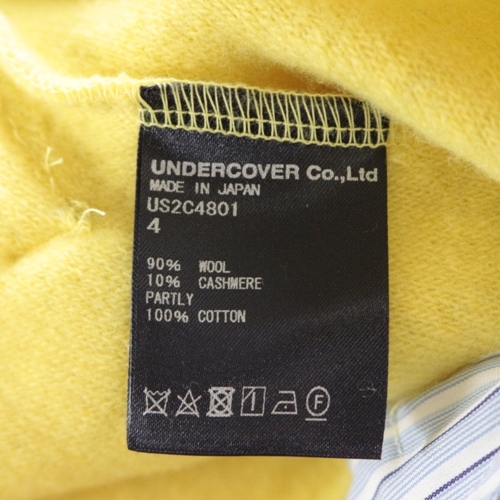 UNDERCOVER Co.,Ltd
MADE IN JAPAN
US2C4801
4
90% WOOL
10% CASHMERE
PARTLY
100% COTTON
F